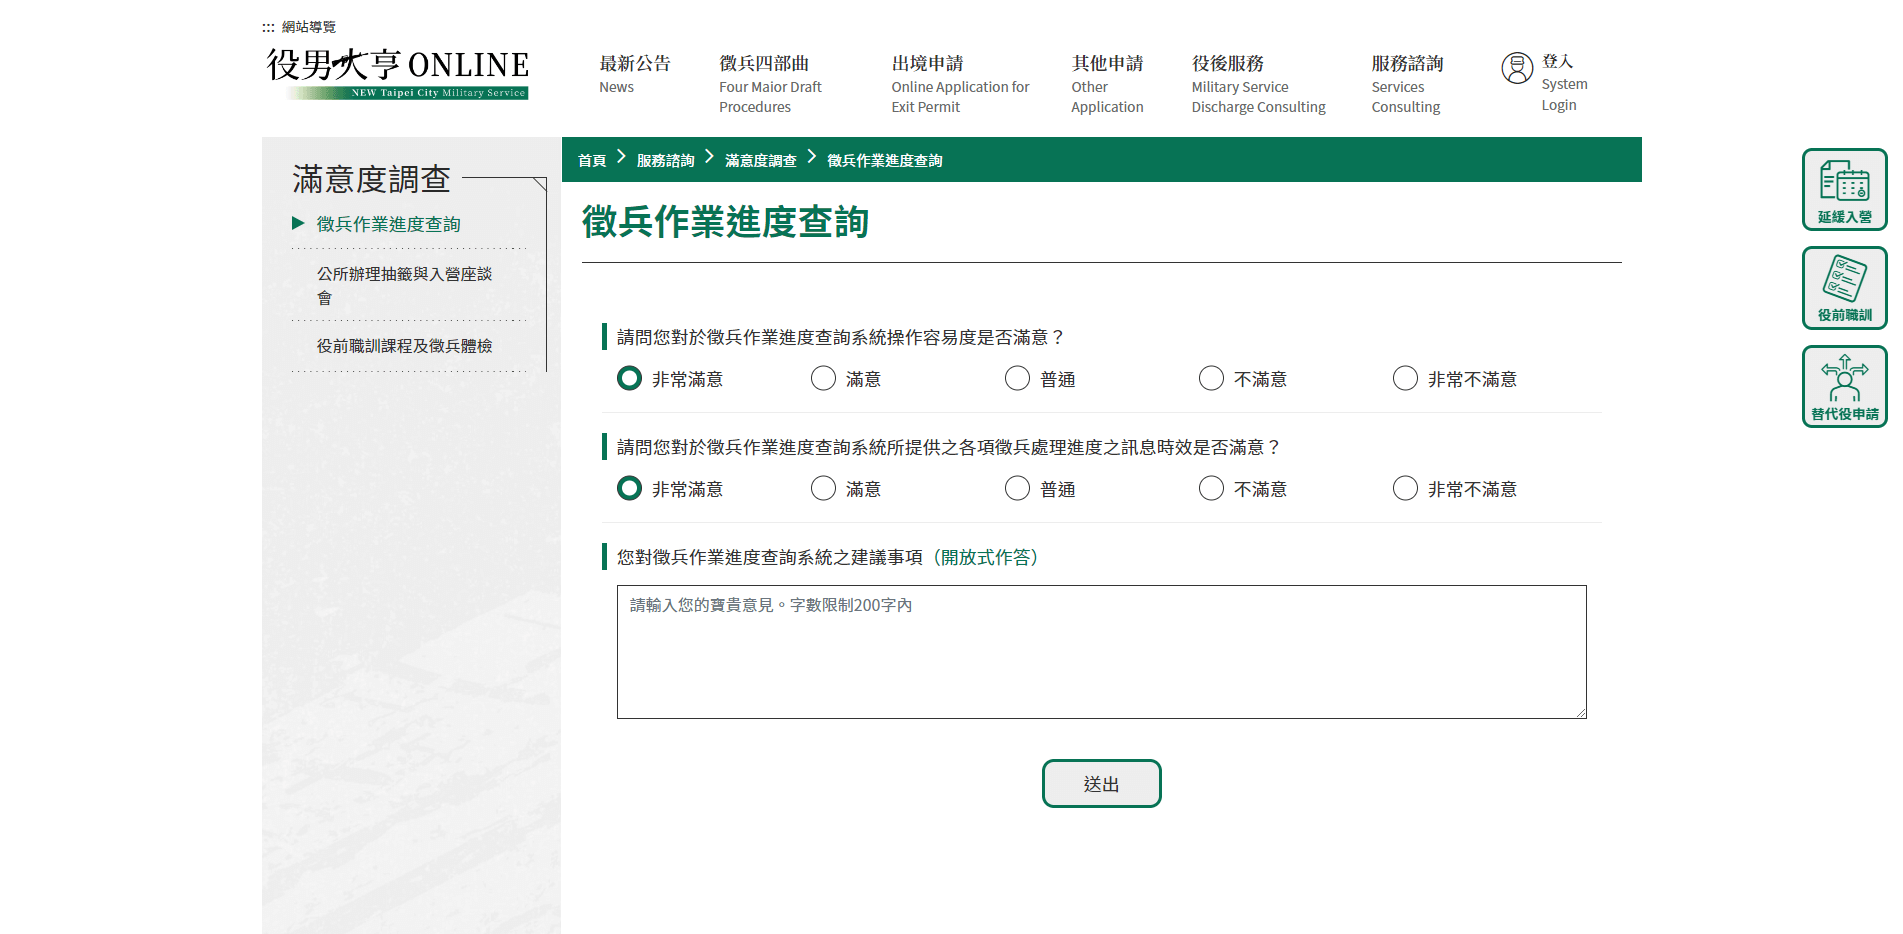 ::: 網站導覽
役男大亨 ONLINE
NEW Taipei City Military Service
最新公告
News
徵兵四部曲
Four Maior Draft
Procedures
出境申請
Online Application for
Exit Permit
其他申請
Other
Application
役後服務
Military Service
Discharge Consulting
服務諮詢
Services
Consulting
登入
System
Login
滿意度調查
徵兵作業進度查詢
公所辦理抽籤與入營座談
會
役前職訓課程及徵兵體檢
首頁 > 服務諮詢 > 滿意度調查 > 徵兵作業進度查詢
徵兵作業進度查詢
請問您對於徵兵作業進度查詢系統操作容易度是否滿意？
非常滿意 滿意 普通 不滿意 非常不滿意
請問您對於徵兵作業進度查詢系統所提供之各項徵兵處理進度之訊息時效是否滿意？
非常滿意 滿意 普通 不滿意 非常不滿意
您對徵兵作業進度查詢系統之建議事項（開放式作答）
請輸入您的寶貴意見。字數限制200字內
送出
延緩入營
役前職訓
替代役申請